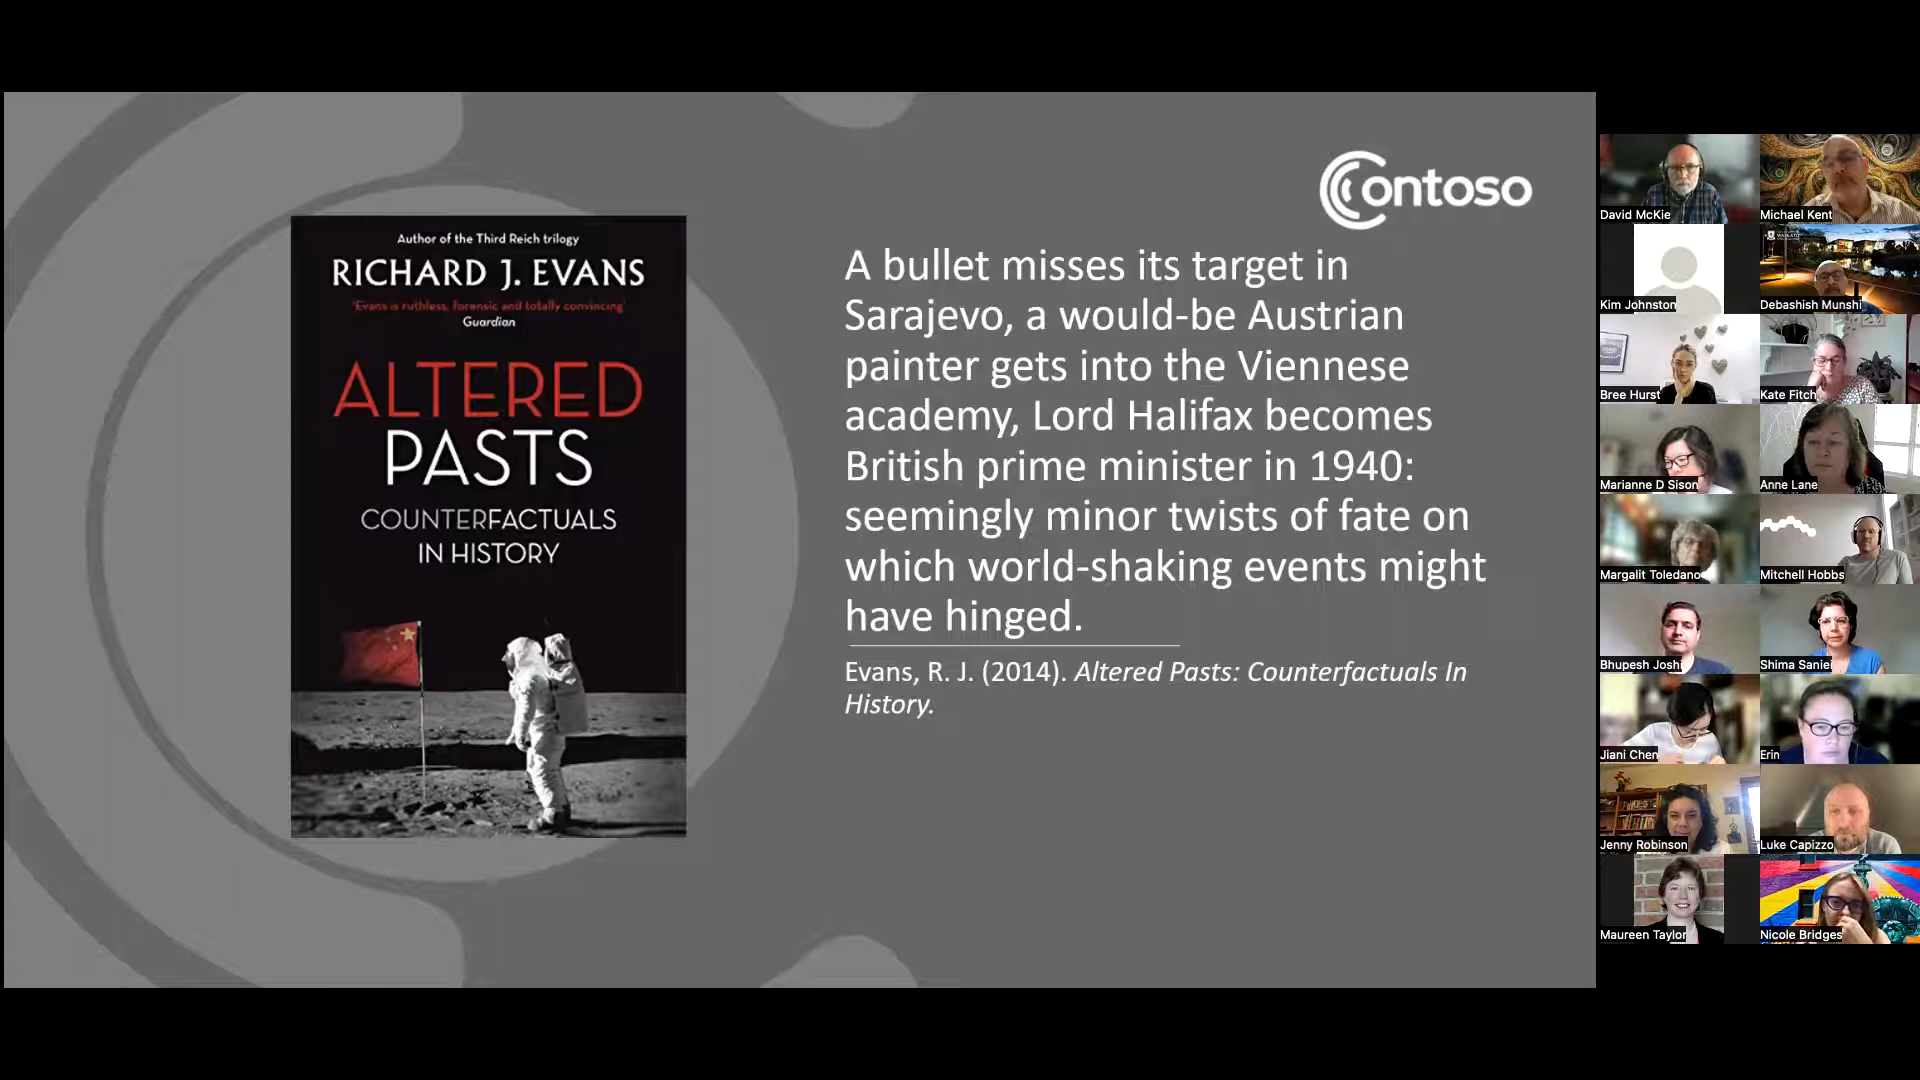 Author of the Third Reich trilogy
RICHARD J. EVANS
'Evans is ruthless, forensic and totally convincing'
Guardian
ALTERED
PASTS
COUNTERFACTUALS
IN HISTORY
ontoso
A bullet misses its target in
Sarajevo, a would-be Austrian
painter gets into the Viennese
academy, Lord Halifax becomes
British prime minister in 1940:
seemingly minor twists of fate on
which world-shaking events might
have hinged.
Evans, R. J. (2014). Altered Pasts: Counterfactuals In
History.
David McKie
Michael Kent
Kim Johnston
Debashish Munshi
Bree Hurst
Kate Fitch
Marianne D Sison
Anne Lane
Margalit Toledano
Mitchell Hobbs
Bhupesh Joshi
Shima Saniei
Jiani Chen
Erin
Jenny Robinson
Luke Capizzo
Maureen Taylor
Nicole Bridges